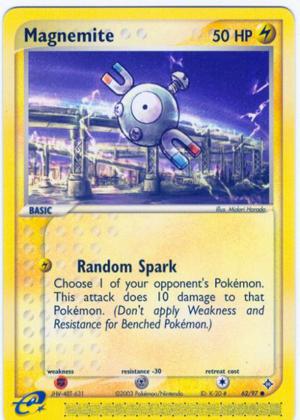 Magnemite 50 HP
BASIC
Illus. Midori Harada
Random Spark
Choose 1 of your opponent's Pokémon.
This attack does 10 damage to that
Pokémon. (Don't apply Weakness and
Resistance for Benched Pokémon.)
weakness resistance -30 retreat cost
©2003 Pokémon/Nintendo 62/97
e